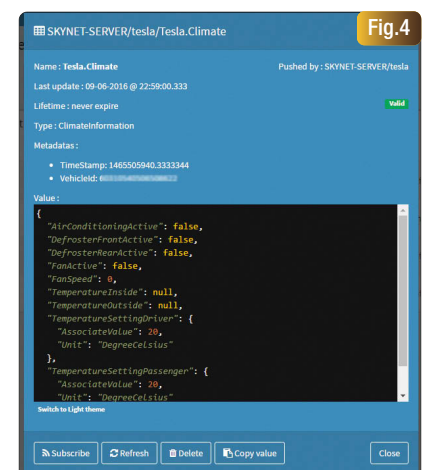 SKYNET-SERVER/tesla/Tesla.Climate
Fig.4
Name : Tesla.Climate
Pushed by : SKYNET-SERVER/tesla
Last update : 09-06-2016 @ 22:59:00.333
Lifetime : never expire
Valid
Type : ClimateInformation
Metadatas :
TimeStamp: 1465505940.3333344
VehicleId:
Value :
{
"AirConditioningActive": false,
"DefrosterFrontActive": false,
"DefrosterRearActive": false,
"FanActive": false,
"FanSpeed": 0,
"TemperatureInside": null,
"TemperatureOutside": null,
"TemperatureSettingDriver": {
"AssociateValue": 20,
"Unit": "DegreeCelsius"
},
"TemperatureSettingPassenger": {
"AssociateValue": 20,
"Unit": "DegreeCelsius"
Switch to Light theme
Subscribe
Refresh
Delete
Copy value
Close